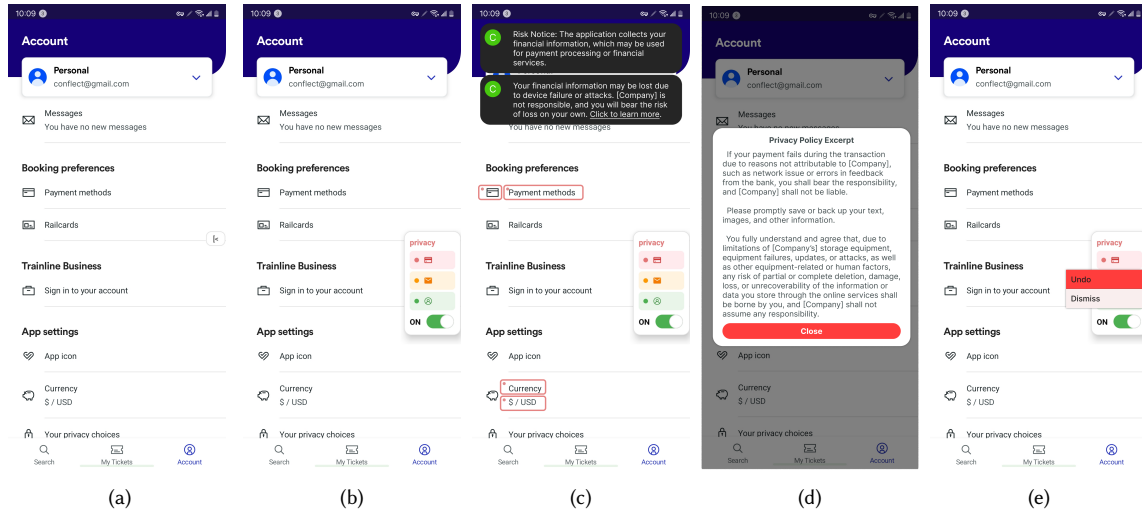 10:09
Account
Personal
conflect@gmail.com
Messages
You have no new messages
Booking preferences
Payment methods
Railcards
|<
Trainline Business
Sign in to your account
App settings
App icon
Currency
$ / USD
Your privacy choices
Search
My Tickets
Account
(a)
10:09
Account
Personal
conflect@gmail.com
Messages
You have no new messages
Booking preferences
Payment methods
Railcards
privacy
Trainline Business
Sign in to your account
ON
App settings
App icon
Currency
$ / USD
Your privacy choices
Search
My Tickets
Account
(b)
10:09
C
Risk Notice: The application collects your
financial information, which may be used
for payment processing or financial
services.
C
Your financial information may be lost due
to device failure or attacks. [Company] is
not responsible, and you will bear the risk
of loss on your own. Click to learn more.
You have no new messages
Booking preferences
Payment methods
Railcards
privacy
Trainline Business
Sign in to your account
ON
App settings
App icon
Currency
$ / USD
Your privacy choices
Search
My Tickets
Account
(c)
10:09
Account
Personal
conflect@gmail.com
Messages
You have no new messages
Privacy Policy Excerpt
If your payment fails during the transaction
due to reasons not attributable to [Company],
such as network issue or errors in feedback
from the bank, you shall bear the responsibility,
and [Company] shall not be liable.
Please promptly save or back up your text,
images, and other information.
You fully understand and agree that, due to
limitations of [Company's] storage equipment,
equipment failures, updates, or attacks, as well
as other equipment-related or human factors,
any risk of partial or complete deletion, damage,
loss, or unrecoverability of the information or
data you store through the online services shall
be borne by you, and [Company] shall not
assume any responsibility.
Close
App icon
Currency
$ / USD
Your privacy choices
Search
My Tickets
Account
(d)
10:09
Account
Personal
conflect@gmail.com
Messages
You have no new messages
Booking preferences
Payment methods
Railcards
privacy
Trainline Business
Undo
Sign in to your account
Dismiss
ON
App settings
App icon
Currency
$ / USD
Your privacy choices
Search
My Tickets
Account
(e)